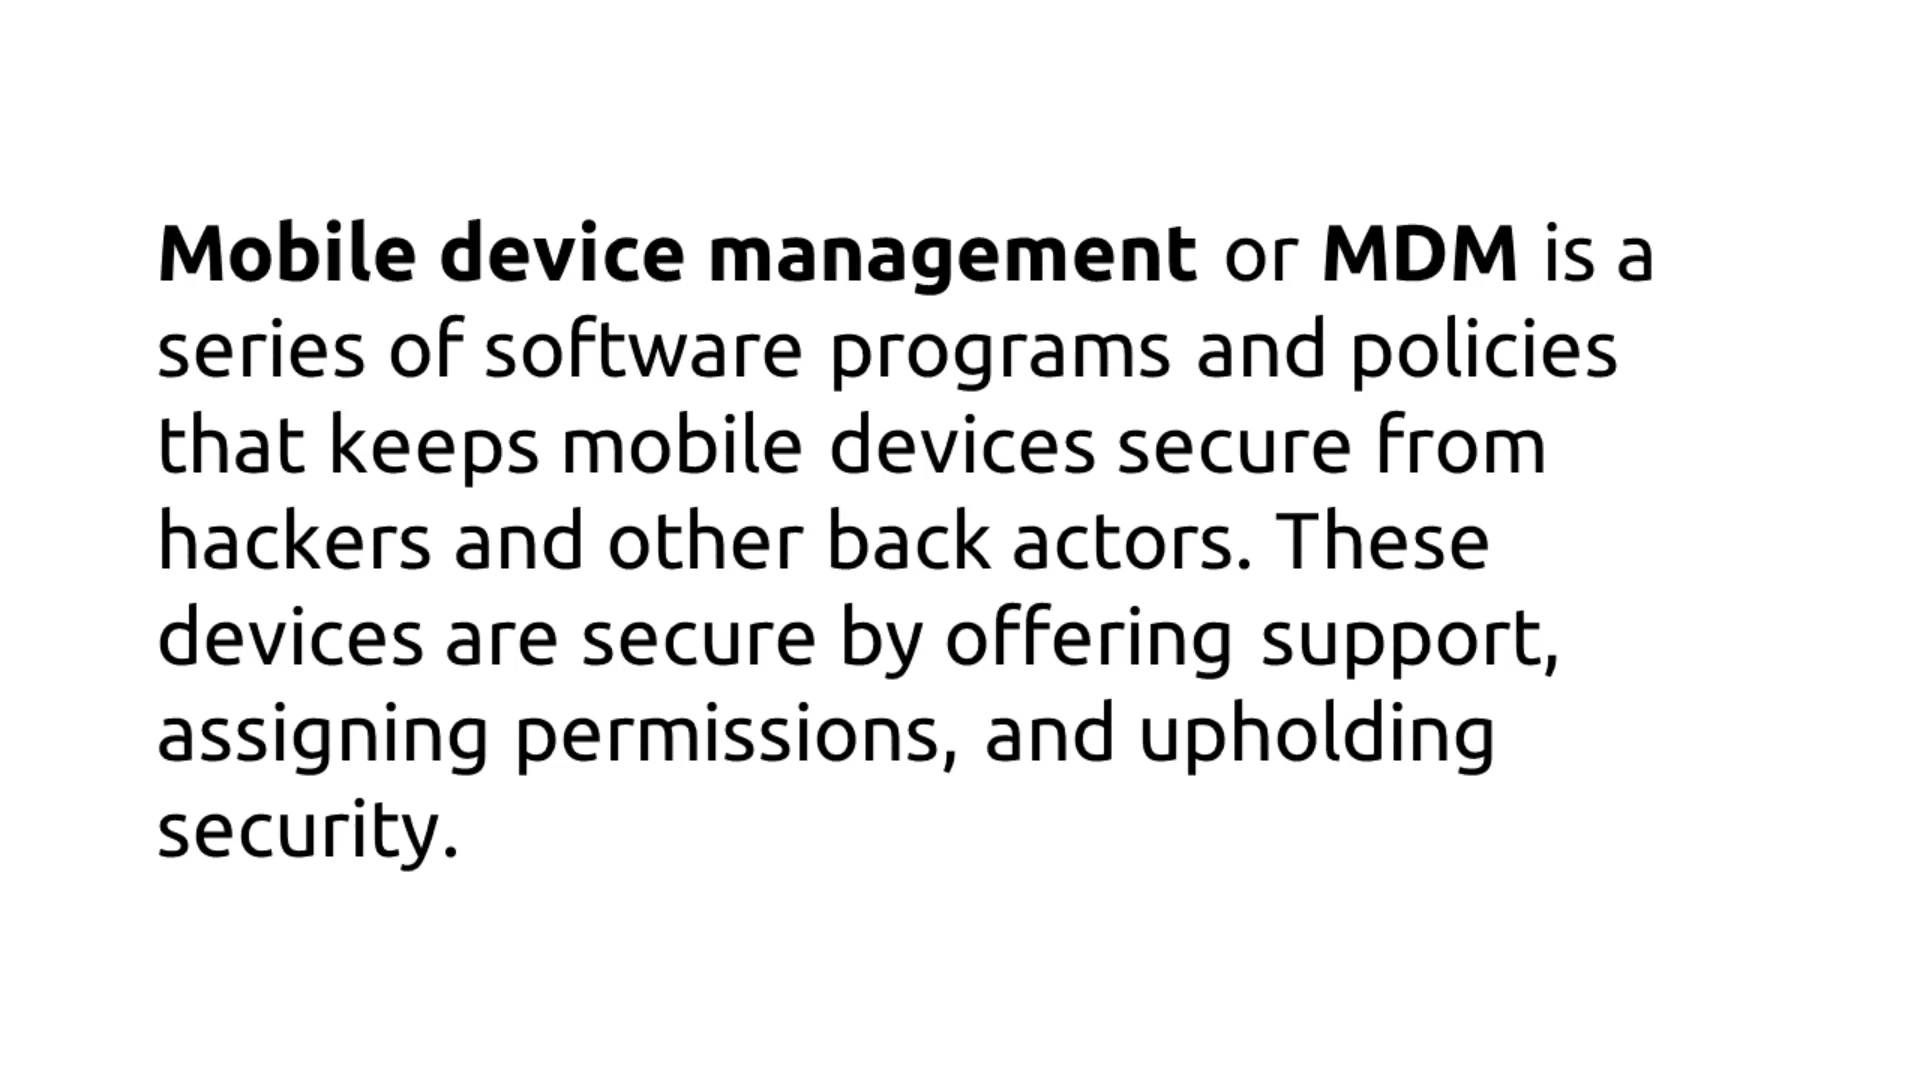 Mobile device management or MDM is a
series of software programs and policies
that keeps mobile devices secure from
hackers and other back actors. These
devices are secure by offering support,
assigning permissions, and upholding
security.